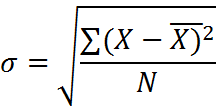 σ = √(∑(X − X̅)²/N)